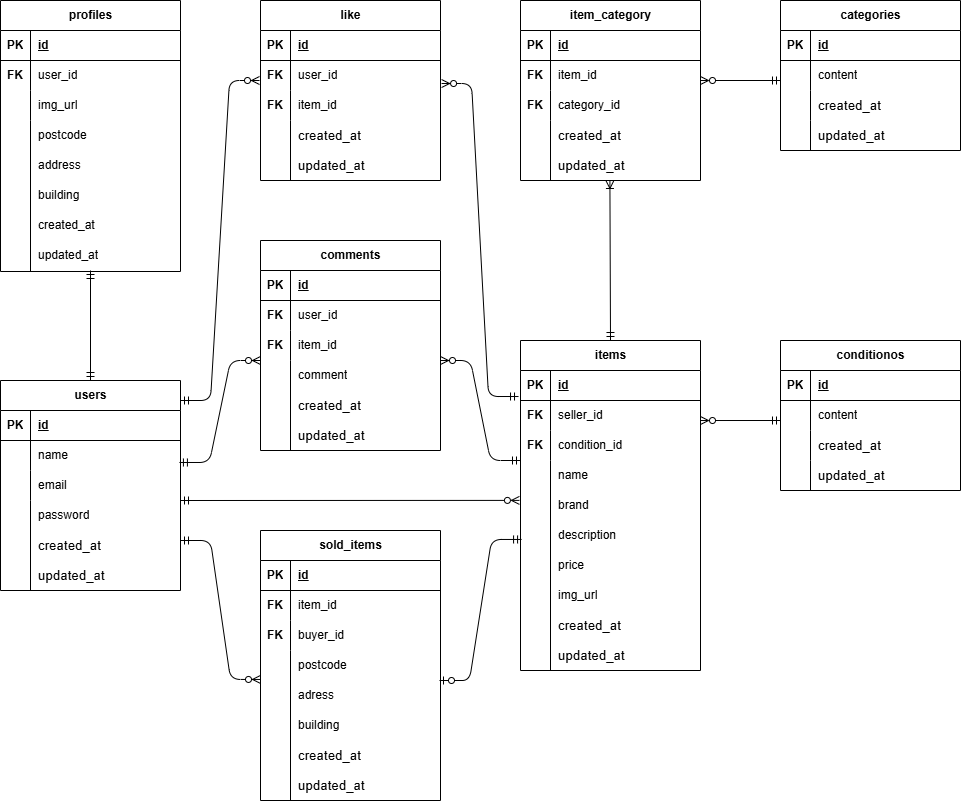 profiles
PK id
FK user_id
img_url
postcode
address
building
created_at
updated_at
like
PK id
FK user_id
FK item_id
created_at
updated_at
item_category
PK id
FK item_id
FK category_id
created_at
updated_at
categories
PK id
content
created_at
updated_at
comments
PK id
FK user_id
FK item_id
comment
created_at
updated_at
users
PK id
name
email
password
created_at
updated_at
items
PK id
FK seller_id
FK condition_id
name
brand
description
price
img_url
created_at
updated_at
conditionos
PK id
content
created_at
updated_at
sold_items
PK id
FK item_id
FK buyer_id
postcode
adress
building
created_at
updated_at